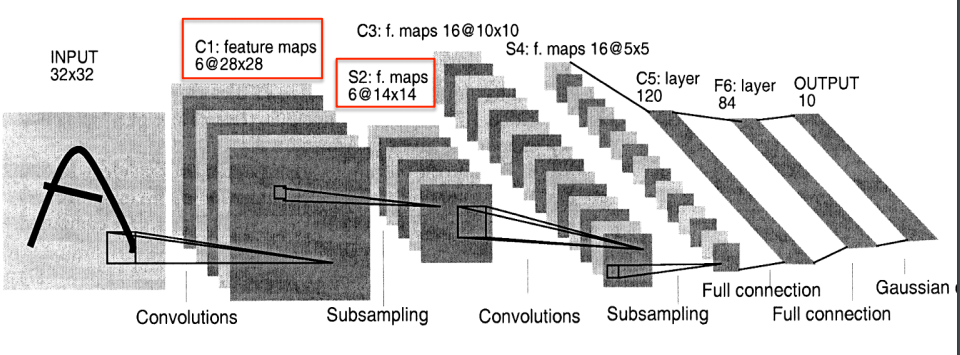 INPUT
32x32
C1: feature maps
6@28x28
S2: f. maps
6@14x14
C3: f. maps 16@10x10
S4: f. maps 16@5x5
C5: layer
120
F6: layer
84
OUTPUT
10
Convolutions
Subsampling
Convolutions
Subsampling
Full connection
Full connection
Gaussian